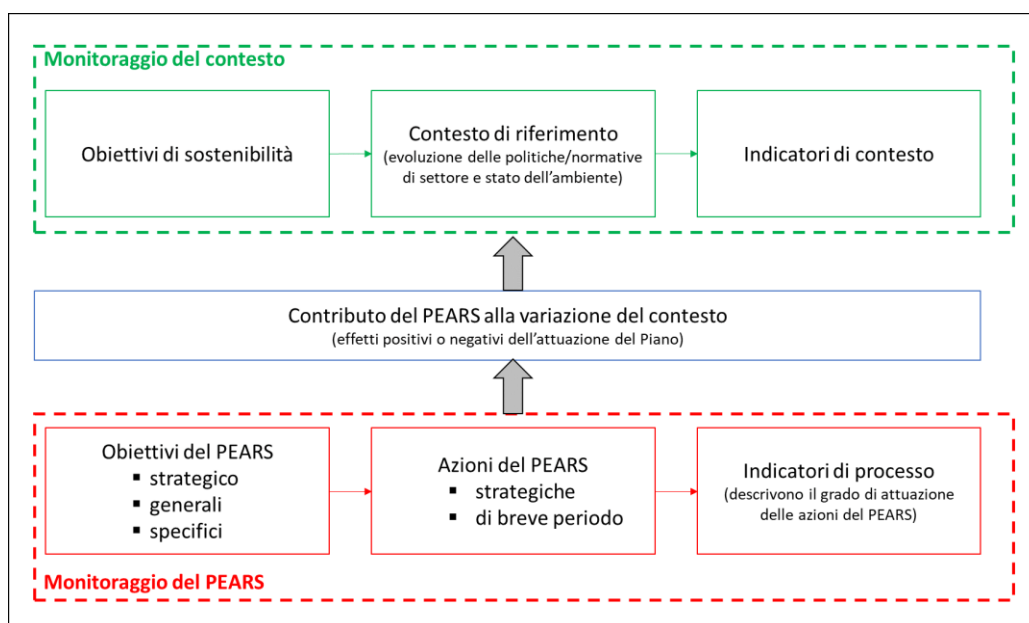 Monitoraggio del contesto
Obiettivi di sostenibilità
Contesto di riferimento
(evoluzione delle politiche/normative
di settore e stato dell'ambiente)
Indicatori di contesto
Contributo del PEARS alla variazione del contesto
(effetti positivi o negativi dell'attuazione del Piano)
Obiettivi del PEARS
▪ strategico
▪ generali
▪ specifici
Azioni del PEARS
▪ strategiche
▪ di breve periodo
Indicatori di processo
(descrivono il grado di attuazione
delle azioni del PEARS)
Monitoraggio del PEARS